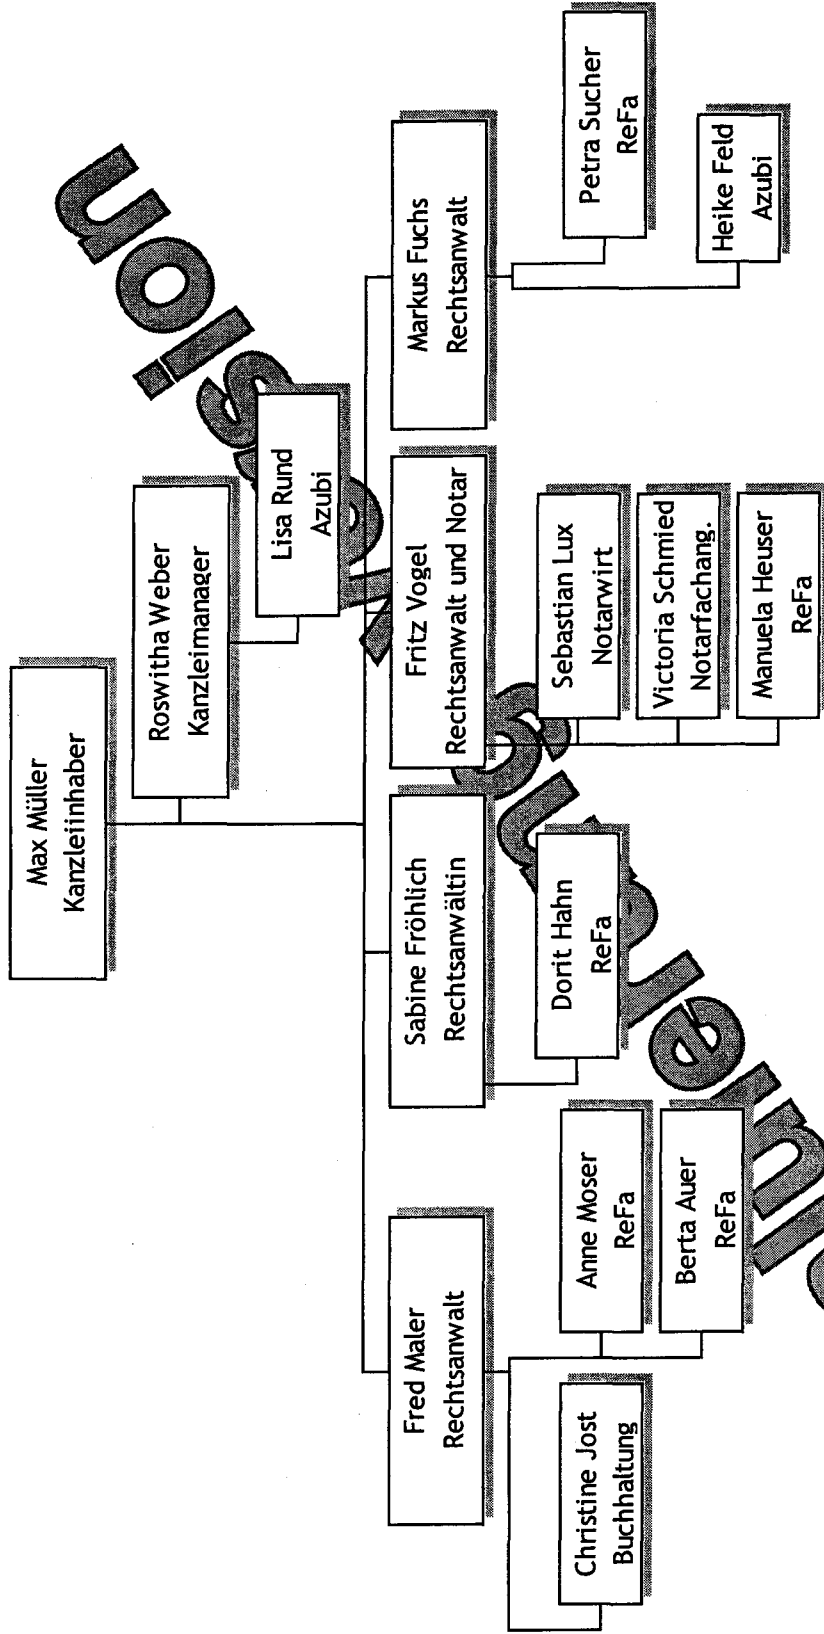 Max Müller
Kanzleiinhaber
Roswitha Weber
Kanzleimanager
Lisa Rund
Azubi
Fred Maler
Rechtsanwalt
Sabine Fröhlich
Rechtsanwältin
Fritz Vogel
Rechtsanwalt und Notar
Markus Fuchs
Rechtsanwalt
Christine Jost
Buchhaltung
Anne Moser
ReFa
Berta Auer
ReFa
Dorit Hahn
ReFa
Sebastian Lux
Notarwirt
Victoria Schmied
Notarfachang.
Manuela Heuser
ReFa
Petra Sucher
ReFa
Heike Feld
Azubi